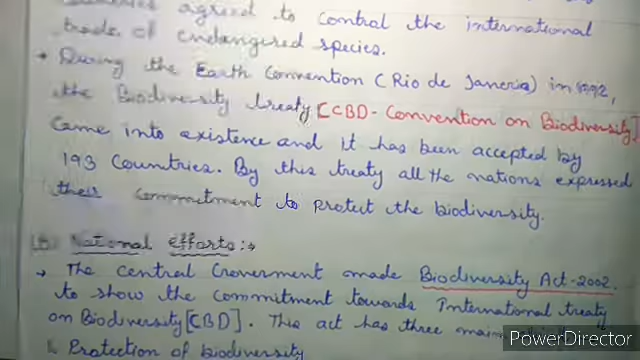 agreed to control the international
trade of endangered species.
→ During the Earth Convention (Rio de Janeria) in 1992,
the Biodiversity treaty [CBD - Convention on Biodiversity]
Came into existence and it has been accepted by
193 Countries. By this treaty all the nations expressed
their commitment to protect the biodiversity.
National efforts:→
→ The central Goverment made Biodiversity Act-2002.
to show the commitment towards International treaty
on Biodiversity [CBD]. This act has three main
PowerDirector
Protection of biodiversity